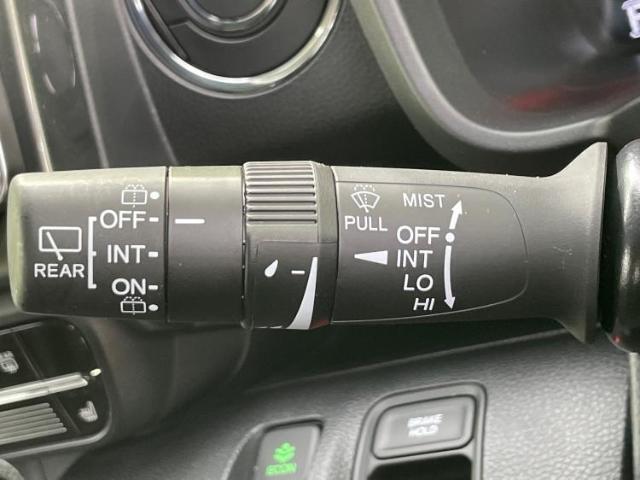 OFF
INT
ON
REAR
PULL
MIST
OFF
INT
LO
HI
ECON
BRAKE
HOLD